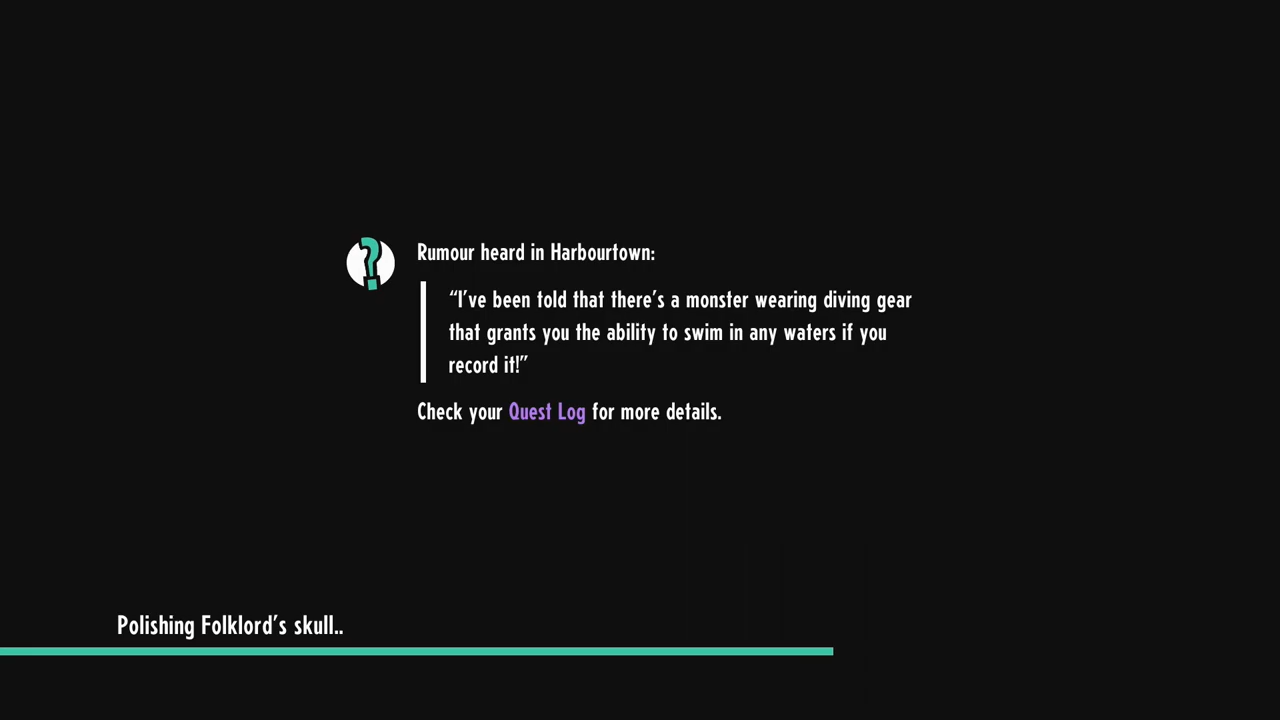 Rumour heard in Harbourtown:
“I’ve been told that there’s a monster wearing diving gear
that grants you the ability to swim in any waters if you
record it!”
Check your Quest Log for more details.
Polishing Folklord’s skull..